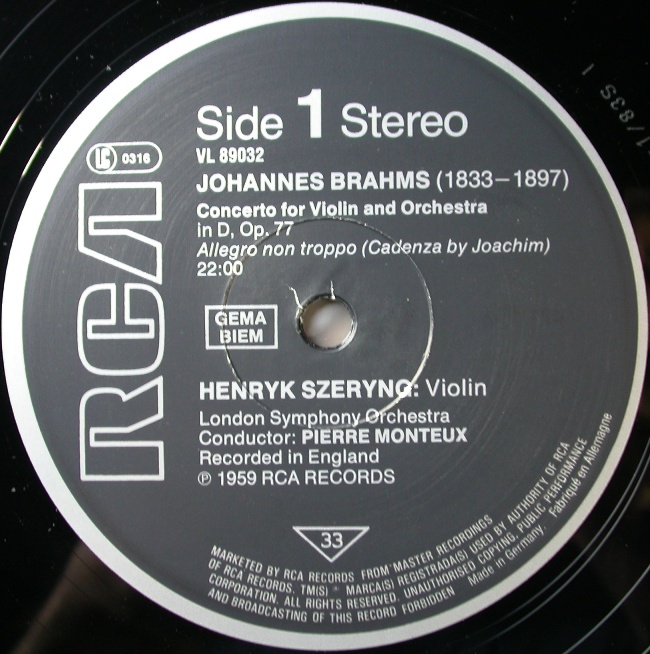 Side 1 Stereo
LC 0316
VL 89032
JOHANNES BRAHMS (1833–1897)
Concerto for Violin and Orchestra
in D, Op. 77
Allegro non troppo (Cadenza by Joachim)
22:00
RCA
GEMA
BIEM
HENRYK SZERYNG: Violin
London Symphony Orchestra
Conductor: PIERRE MONTEUX
Recorded in England
℗ 1959 RCA RECORDS
33
MARKETED BY RCA RECORDS FROM MASTER RECORDINGS
OF RCA RECORDS. TM(S) ® MARCA(S) REGISTRADA(S) USED BY AUTHORITY OF RCA
CORPORATION. ALL RIGHTS RESERVED. UNAUTHORISED COPYING, PUBLIC PERFORMANCE
AND BROADCASTING OF THIS RECORD FORBIDDEN Made in Germany. Fabriqué en Allemagne